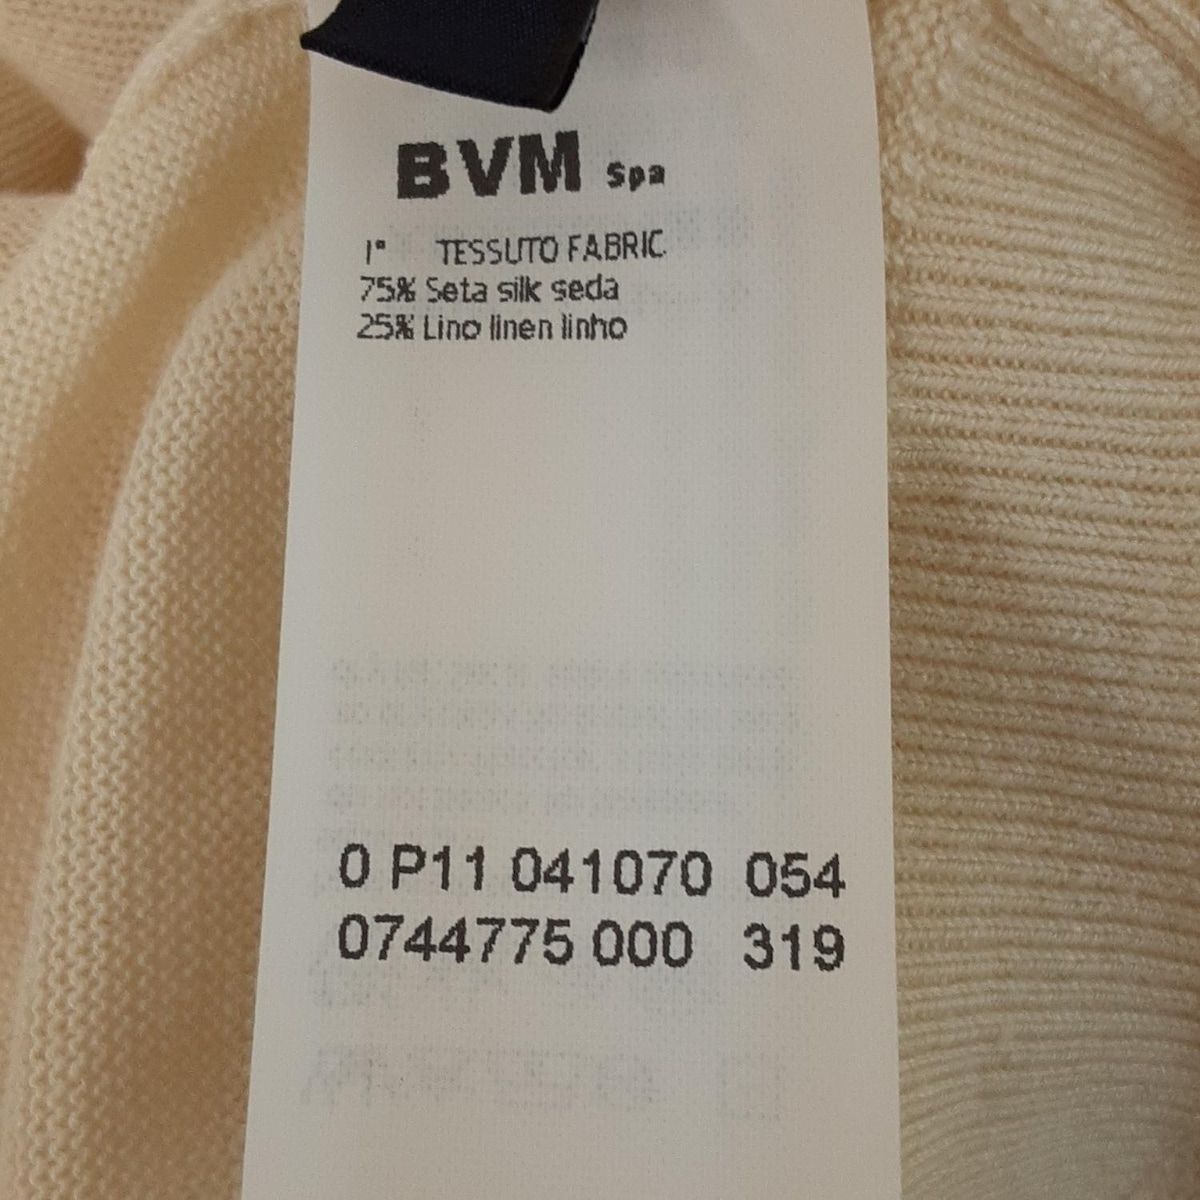 BVM Spa
1° TESSUTO FABRIC
75% Seta silk seda
25% Lino linen linho
0 P11 041070 054
0744775 000 319